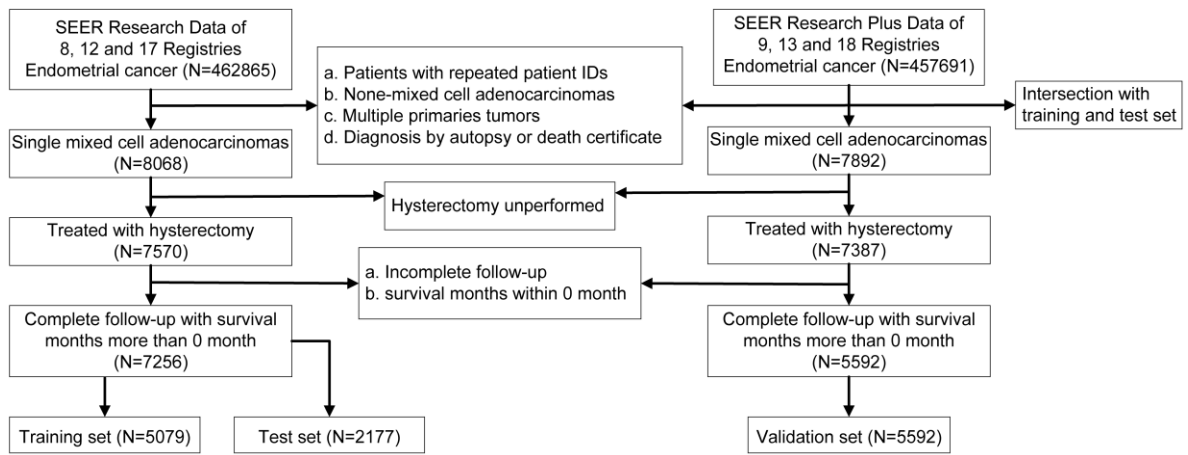 SEER Research Data of
8, 12 and 17 Registries
Endometrial cancer (N=462865)
SEER Research Plus Data of
9, 13 and 18 Registries
Endometrial cancer (N=457691)
a. Patients with repeated patient IDs
b. None-mixed cell adenocarcinomas
c. Multiple primaries tumors
d. Diagnosis by autopsy or death certificate
Intersection with
training and test set
Single mixed cell adenocarcinomas
(N=8068)
Single mixed cell adenocarcinomas
(N=7892)
Hysterectomy unperformed
Treated with hysterectomy
(N=7570)
Treated with hysterectomy
(N=7387)
a. Incomplete follow-up
b. survival months within 0 month
Complete follow-up with survival
months more than 0 month
(N=7256)
Complete follow-up with survival
months more than 0 month
(N=5592)
Training set (N=5079)
Test set (N=2177)
Validation set (N=5592)